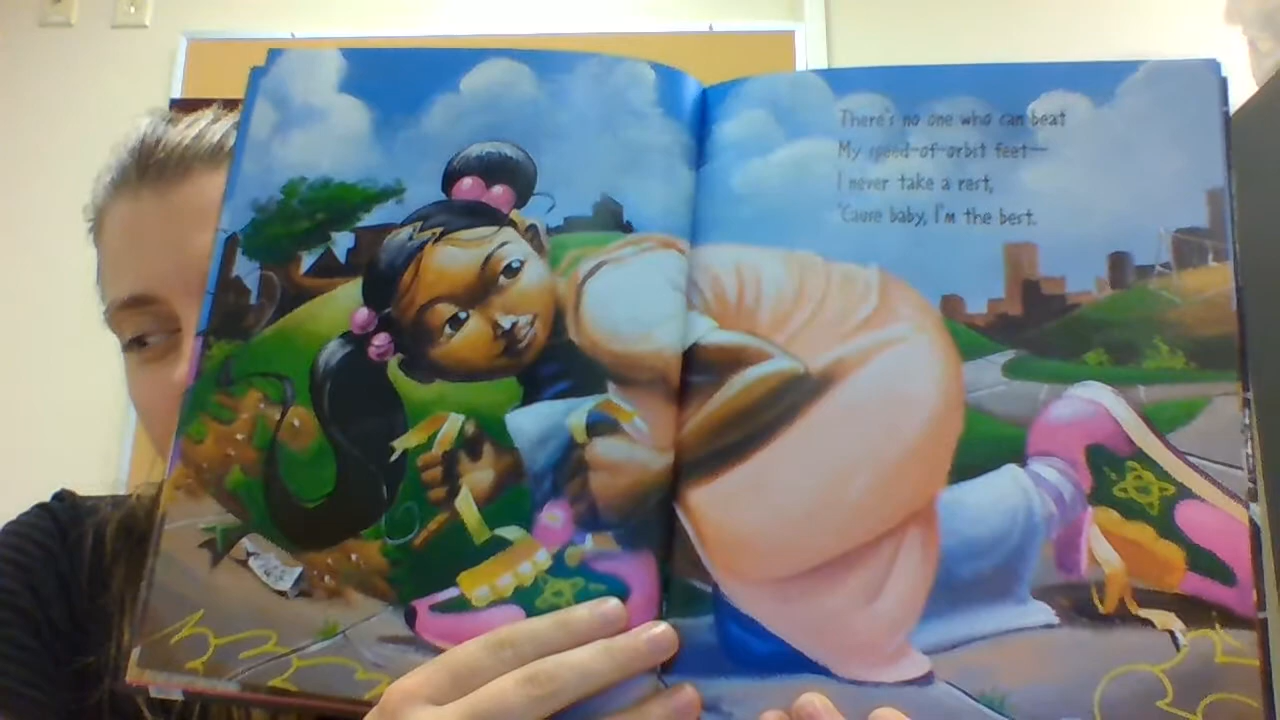 There's no one who can beat
My speed-of-orbit feet—
I never take a rest,
'Cause baby, I'm the best.